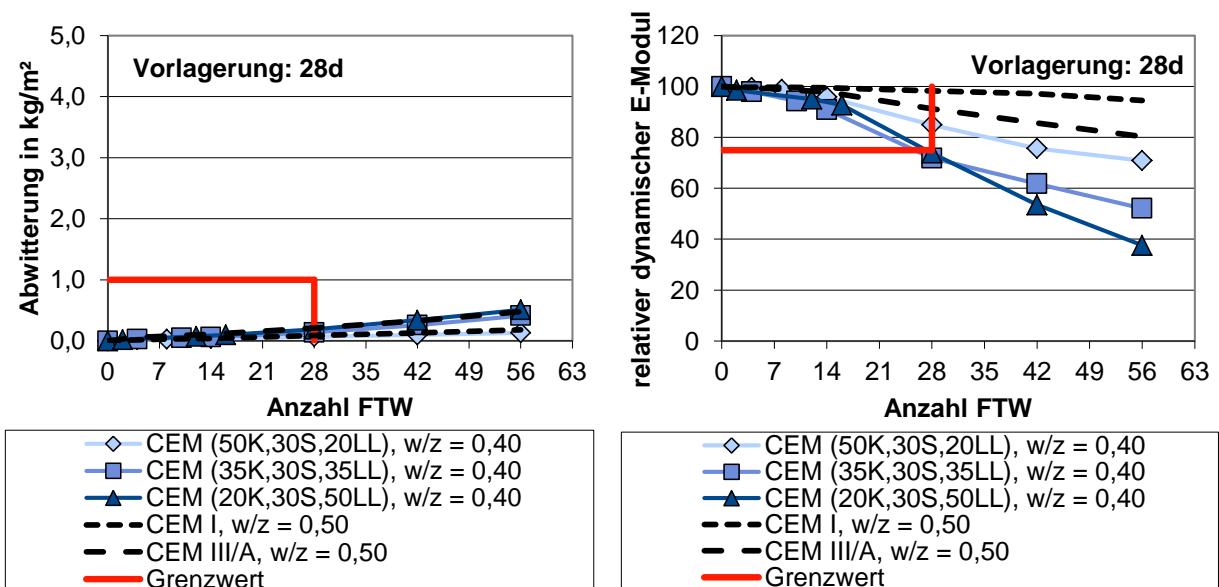 Abwitterung in kg/m²
5,0
4,0
3,0
2,0
1,0
0,0
Vorlagerung: 28d
0 7 14 21 28 35 42 49 56 63
Anzahl FTW
CEM (50K,30S,20LL), w/z = 0,40
CEM (35K,30S,35LL), w/z = 0,40
CEM (20K,30S,50LL), w/z = 0,40
CEM I, w/z = 0,50
CEM III/A, w/z = 0,50
Grenzwert
relativer dynamischer E-Modul
120
100
80
60
40
20
0
Vorlagerung: 28d
0 7 14 21 28 35 42 49 56 63
Anzahl FTW
CEM (50K,30S,20LL), w/z = 0,40
CEM (35K,30S,35LL), w/z = 0,40
CEM (20K,30S,50LL), w/z = 0,40
CEM I, w/z = 0,50
CEM III/A, w/z = 0,50
Grenzwert